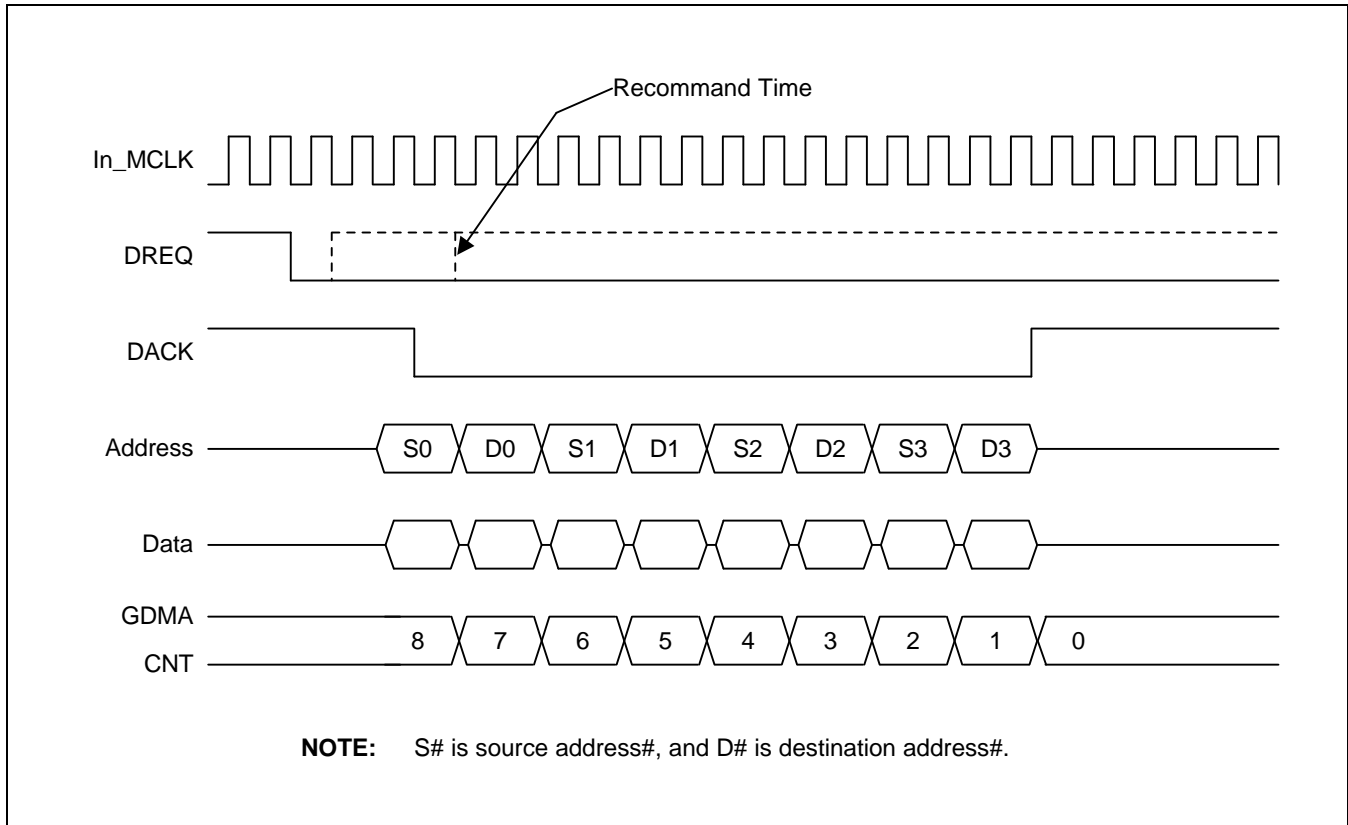 Recommand Time
In_MCLK
DREQ
DACK
Address S0 D0 S1 D1 S2 D2 S3 D3
Data
GDMA
CNT
8 7 6 5 4 3 2 1 0
NOTE: S# is source address#, and D# is destination address#.